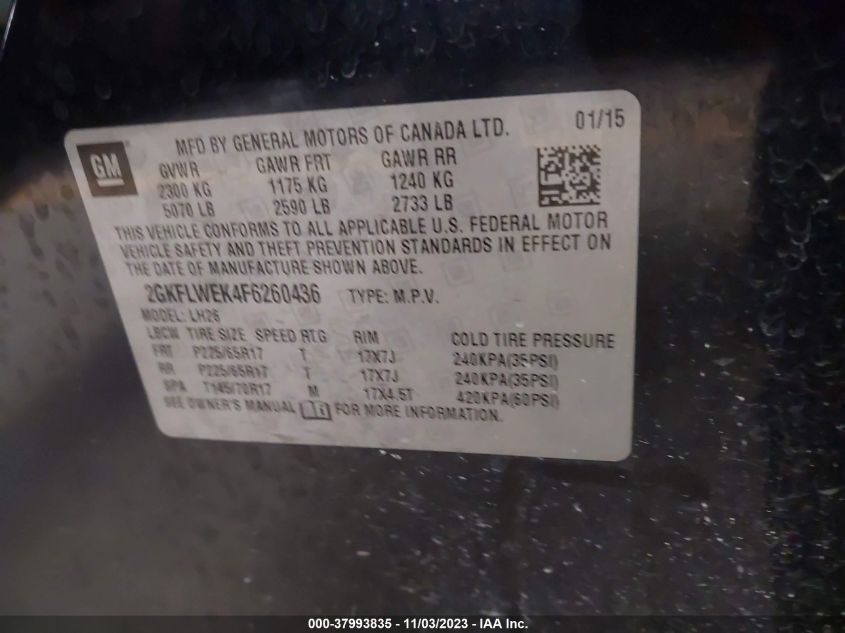 GM
MFD BY GENERAL MOTORS OF CANADA LTD. 01/15
GVWR GAWR FRT GAWR RR
2300 KG 1175 KG 1240 KG
5070 LB 2590 LB 2733 LB
THIS VEHICLE CONFORMS TO ALL APPLICABLE U.S. FEDERAL MOTOR
VEHICLE SAFETY AND THEFT PREVENTION STANDARDS IN EFFECT ON
THE DATE OF MANUFACTURE SHOWN ABOVE.
2GKFLWEK4F6260436 TYPE: M.P.V.
MODEL: LH26
LBCW TIRE SIZE SPEED RTG RIM COLD TIRE PRESSURE
FRT P225/65R17 T 17X7J 240KPA(35PSI)
RR P225/65R17 T 17X7J 240KPA(35PSI)
SPA T145/70R17 M 17X4.5T 420KPA(60PSI)
SEE OWNER'S MANUAL FOR MORE INFORMATION.
000-37993835 - 11/03/2023 - IAA Inc.